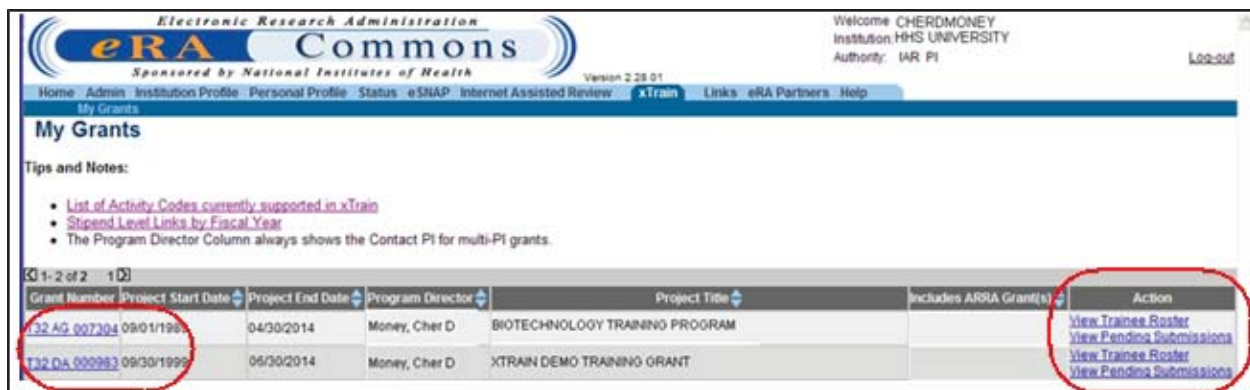 Electronic Research Administration
eRA Commons
Sponsored by National Institutes of Health
Version 2.28.01
Welcome CHERDMONEY
Institution: HHS UNIVERSITY
Authority: IAR PI
Log-out
Home Admin Institution Profile Personal Profile Status eSNAP Internet Assisted Review xTrain Links eRA Partners Help
My Grants
My Grants
Tips and Notes:
List of Activity Codes currently supported in xTrain
Stipend Level Links by Fiscal Year
The Program Director Column always shows the Contact PI for multi-PI grants.
1- 2 of 2 1
Grant Number Project Start Date Project End Date Program Director Project Title Includes ARRA Grant(s) Action
T32 AG 007304 04/30/2014 Money, Cher D BIOTECHNOLOGY TRAINING PROGRAM View Trainee Roster
View Pending Submissions
T32 DA 000983 09/30/1999 06/30/2014 Money, Cher D XTRAIN DEMO TRAINING GRANT View Trainee Roster
View Pending Submissions